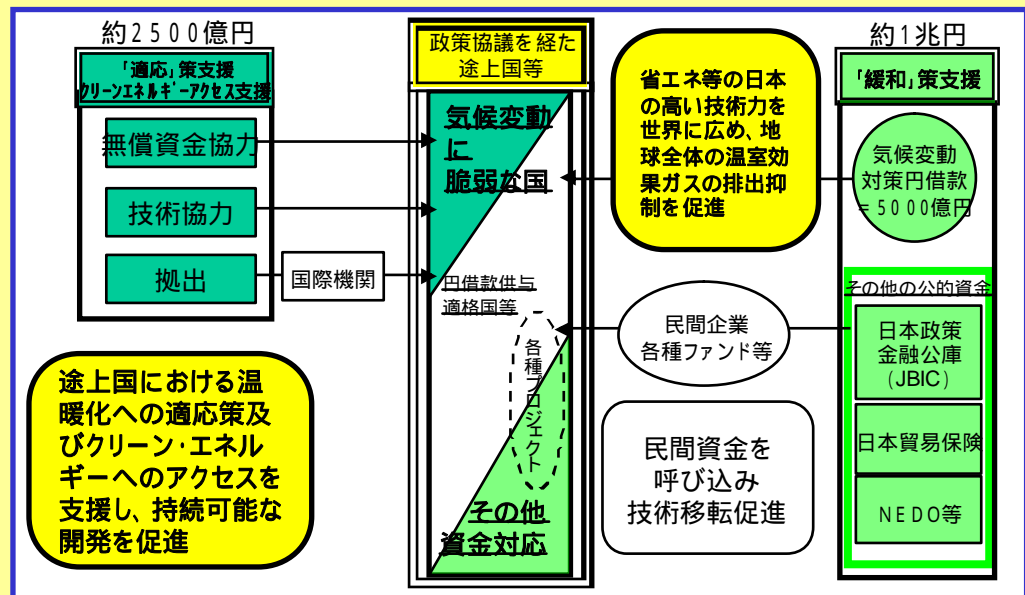 約2500億円
「適応」策支援
クリーンエネルギーアクセス支援
無償資金協力
技術協力
拠出
国際機関
途上国における温
暖化への適応策及
びクリーン・エネル
ギーへのアクセスを
支援し、持続可能な
開発を促進
政策協議を経た
途上国等
気候変動
に
脆弱な国
円借款供与
適格国等
各種プロジェクト
その他
資金対応
省エネ等の日本
の高い技術力を
世界に広め、地
球全体の温室効
果ガスの排出抑
制を促進
民間企業
各種ファンド等
民間資金を
呼び込み
技術移転促進
約1兆円
「緩和」策支援
気候変動
対策円借款
=5000億円
その他の公的資金
日本政策
金融公庫
(JBIC)
日本貿易保険
NEDO等